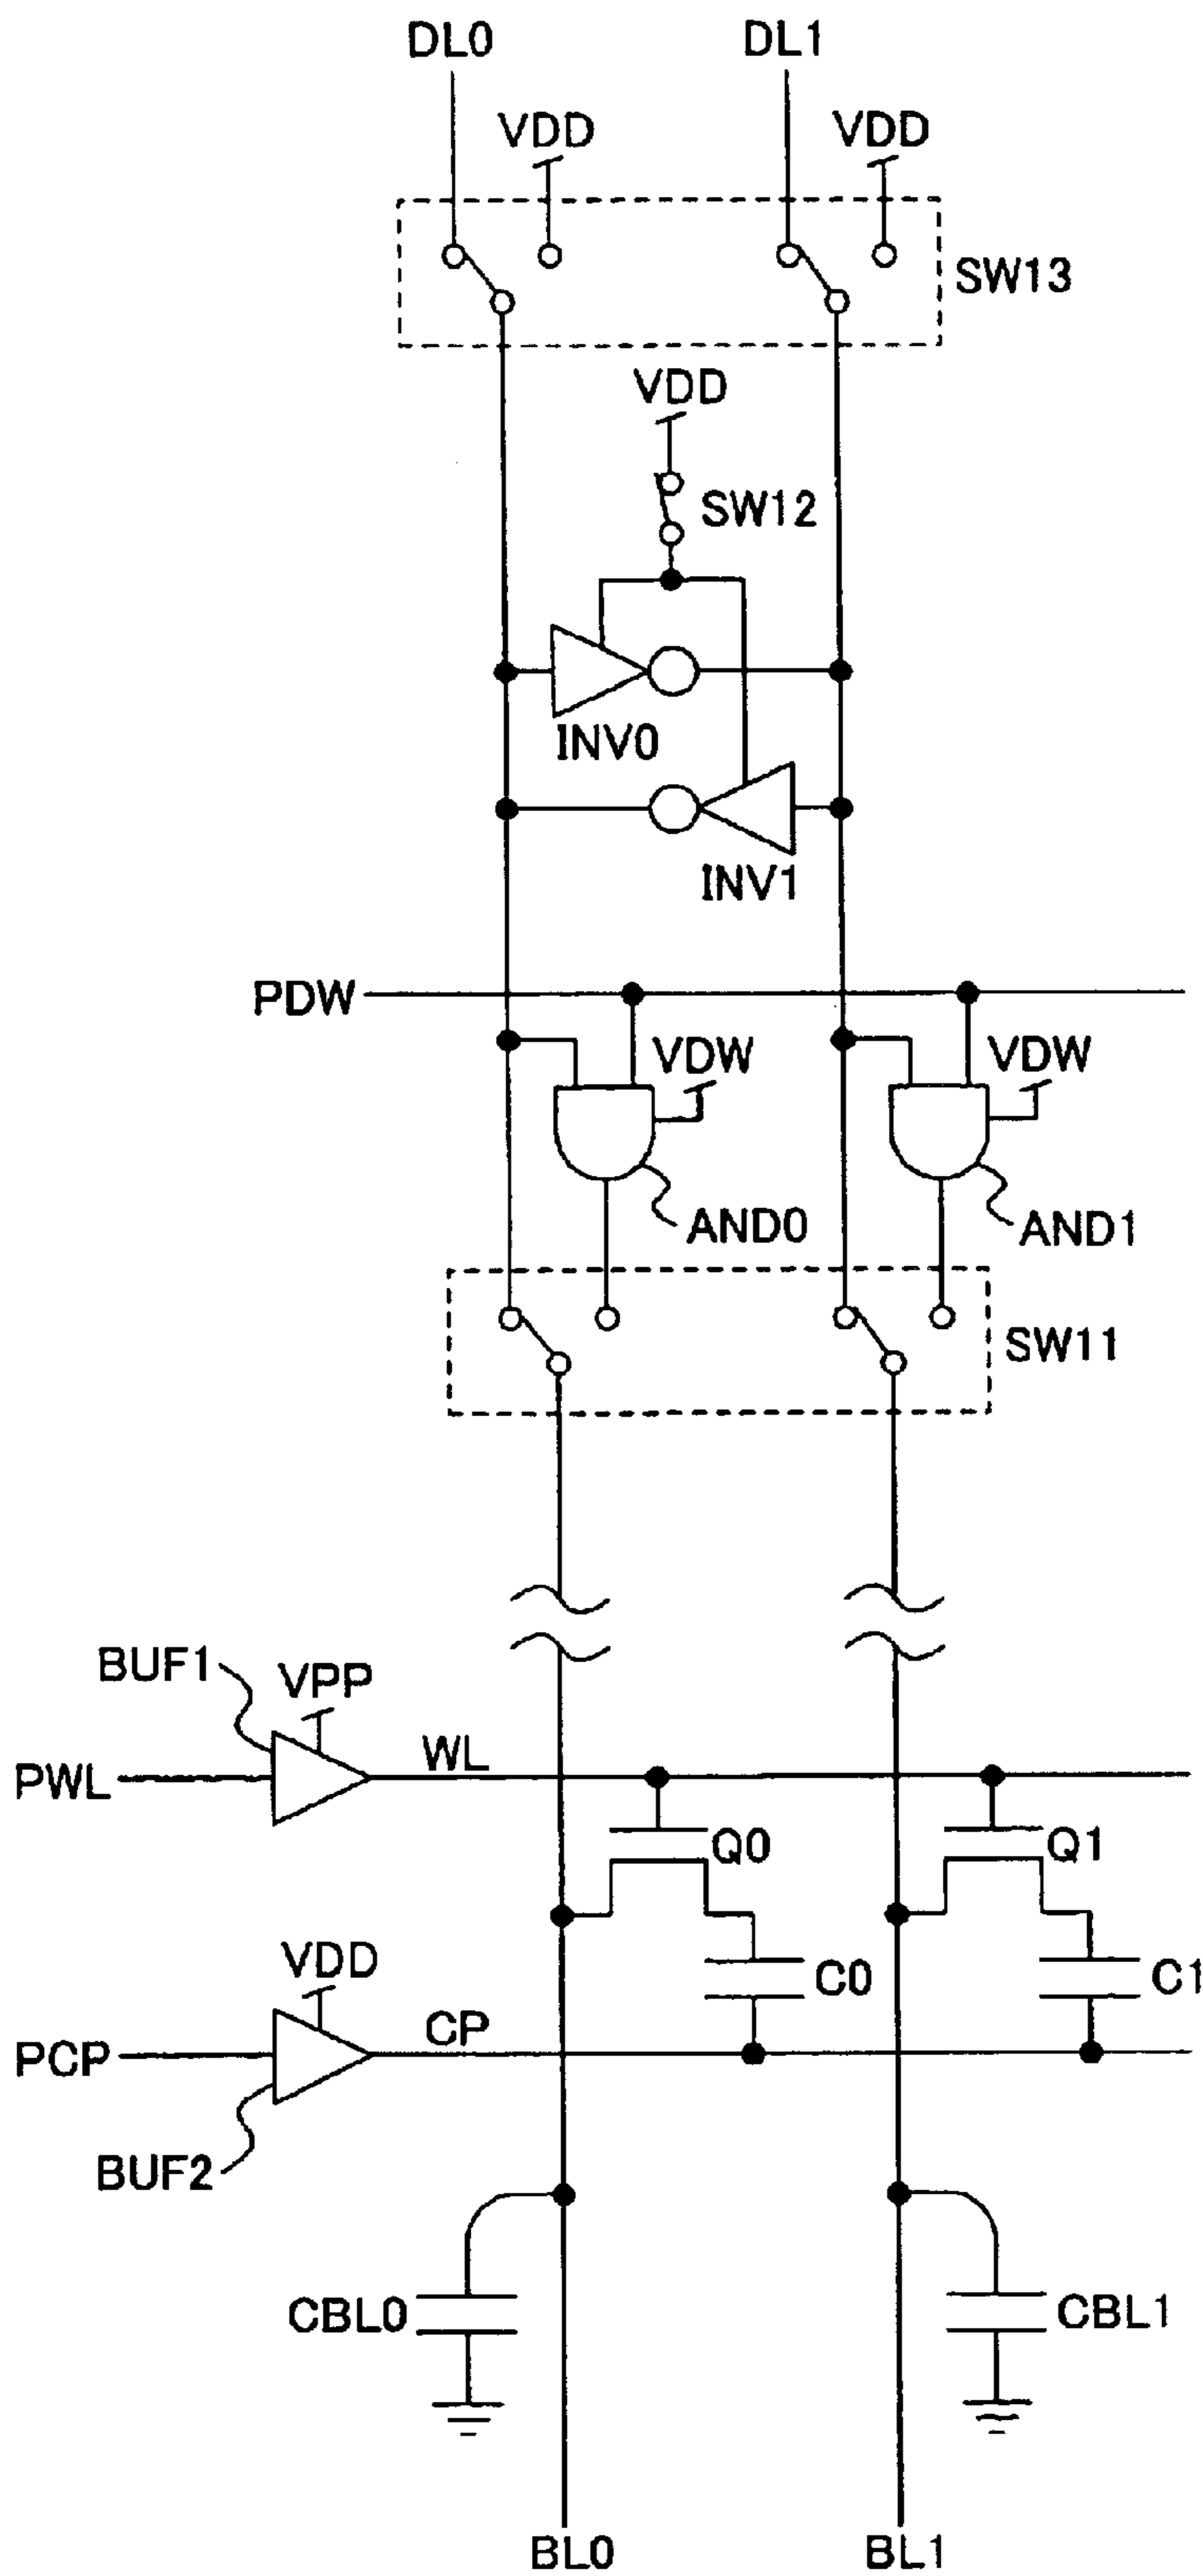 DL0
DL1
VDD
VDD
SW13
VDD
SW12
INV0
INV1
PDW
VDW
VDW
AND0
AND1
SW11
BUF1
VPP
PWL
WL
Q0
Q1
VDD
C0
C1
PCP
CP
BUF2
CBL0
CBL1
BL0
BL1